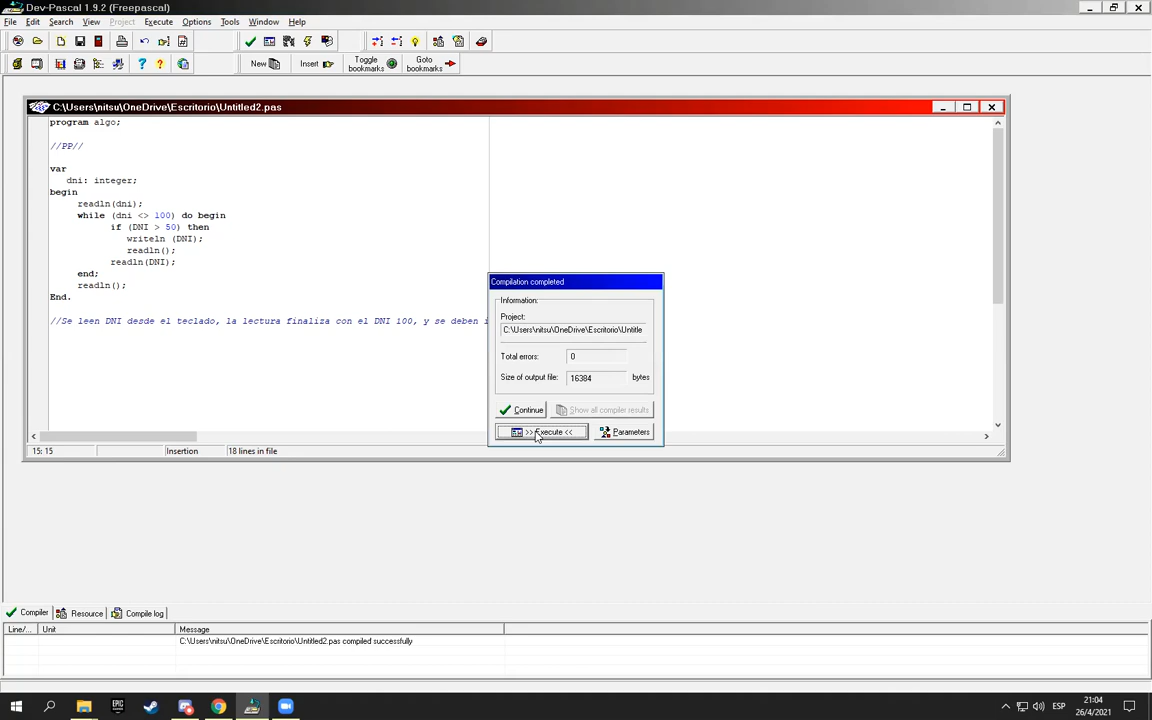 Dev-Pascal 1.9.2 (Freepascal)
File Edit Search View Project Execute Options Tools Window Help
New Insert Toggle bookmarks Goto bookmarks
C:\Users\nitsu\OneDrive\Escritorio\Untitled2.pas
program algo;
//PP//
var
dni: integer;
begin
readln(dni);
while (dni <> 100) do begin
if (DNI > 50) then
writeln (DNI);
readln();
readln(DNI);
end;
readln();
End.
//Se leen DNI desde el teclado, la lectura finaliza con el DNI 100, y se deben i
Compilation completed
Information:
Project:
C:\Users\nitsu\OneDrive\Escritorio\Untitle
Total errors: 0
Size of output file: 16384 bytes
Continue Show all compiler results
>> Execute << Parameters
15: 15 Insertion 18 lines in file
Compiler Resource Compile log
Line/... Unit Message
C:\Users\nitsu\OneDrive\Escritorio\Untitled2.pas compiled successfully
EPIC
ESP
21:04
26/4/2021